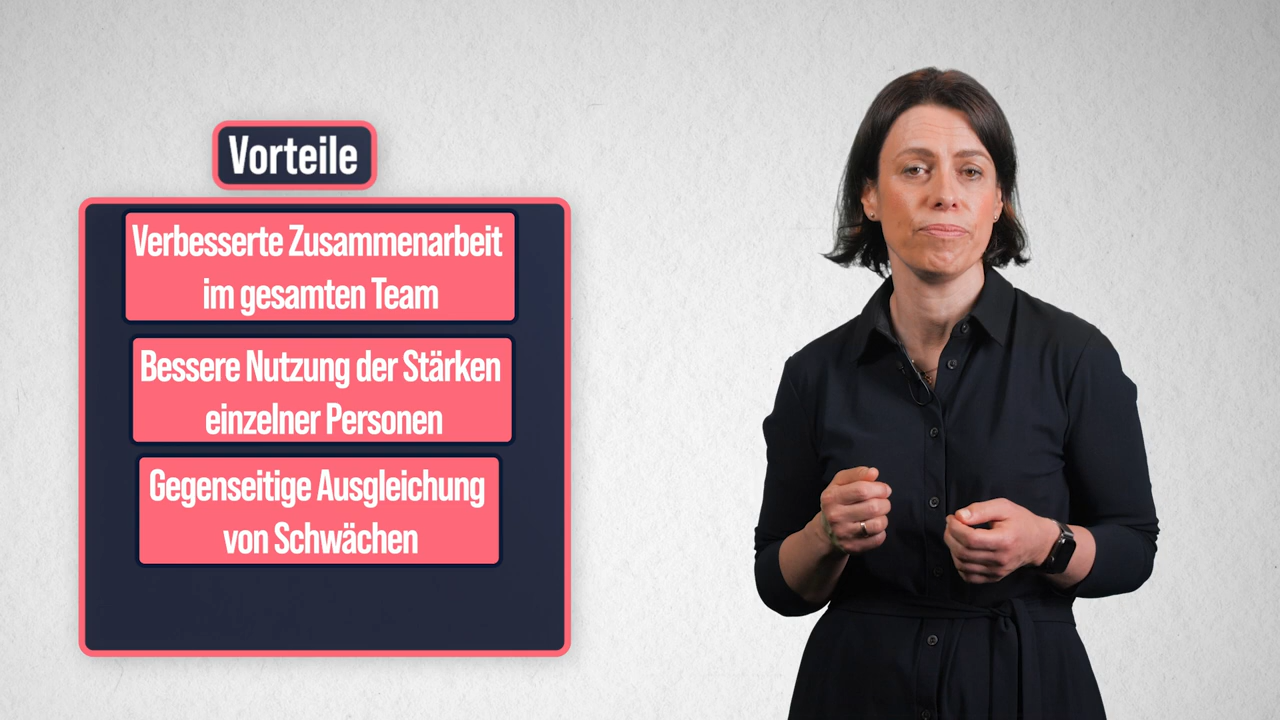 Vorteile
Verbesserte Zusammenarbeit
im gesamten Team
Bessere Nutzung der Stärken
einzelner Personen
Gegenseitige Ausgleichung
von Schwächen